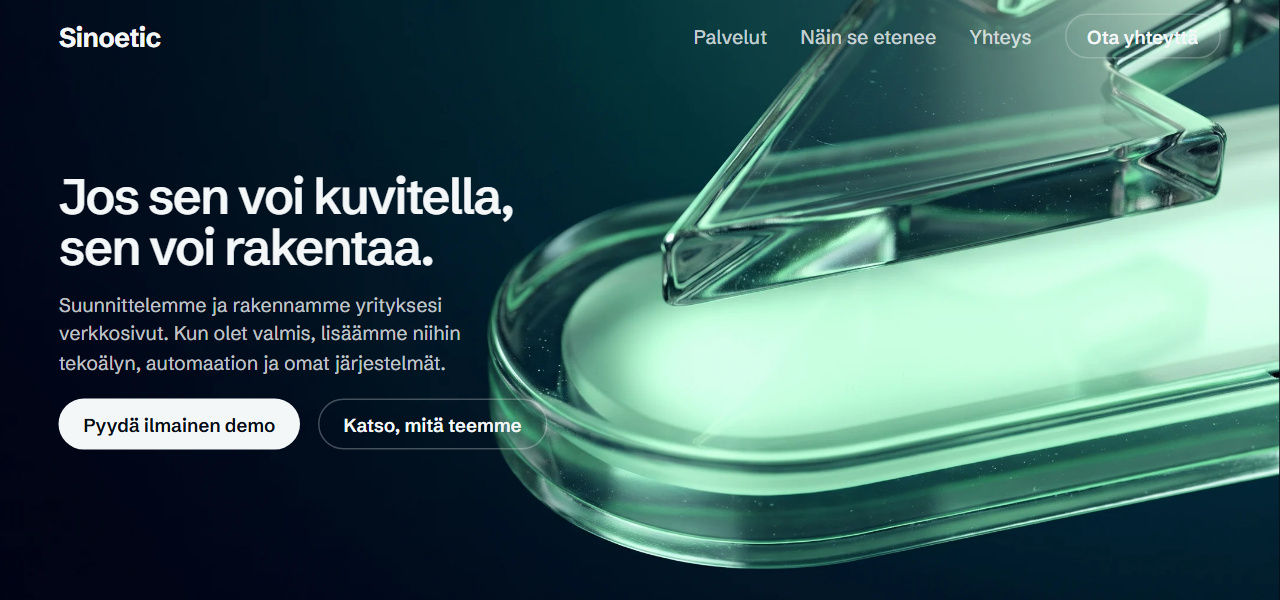 Sinoetic
Palvelut
Näin se etenee
Yhteys
Ota yhteyttä
Jos sen voi kuvitella,
sen voi rakentaa.
Suunnittelemme ja rakennamme yrityksesi
verkkosivut. Kun olet valmis, lisäämme niihin
tekoälyn, automaation ja omat järjestelmät.
Pyydä ilmainen demo
Katso, mitä teemme